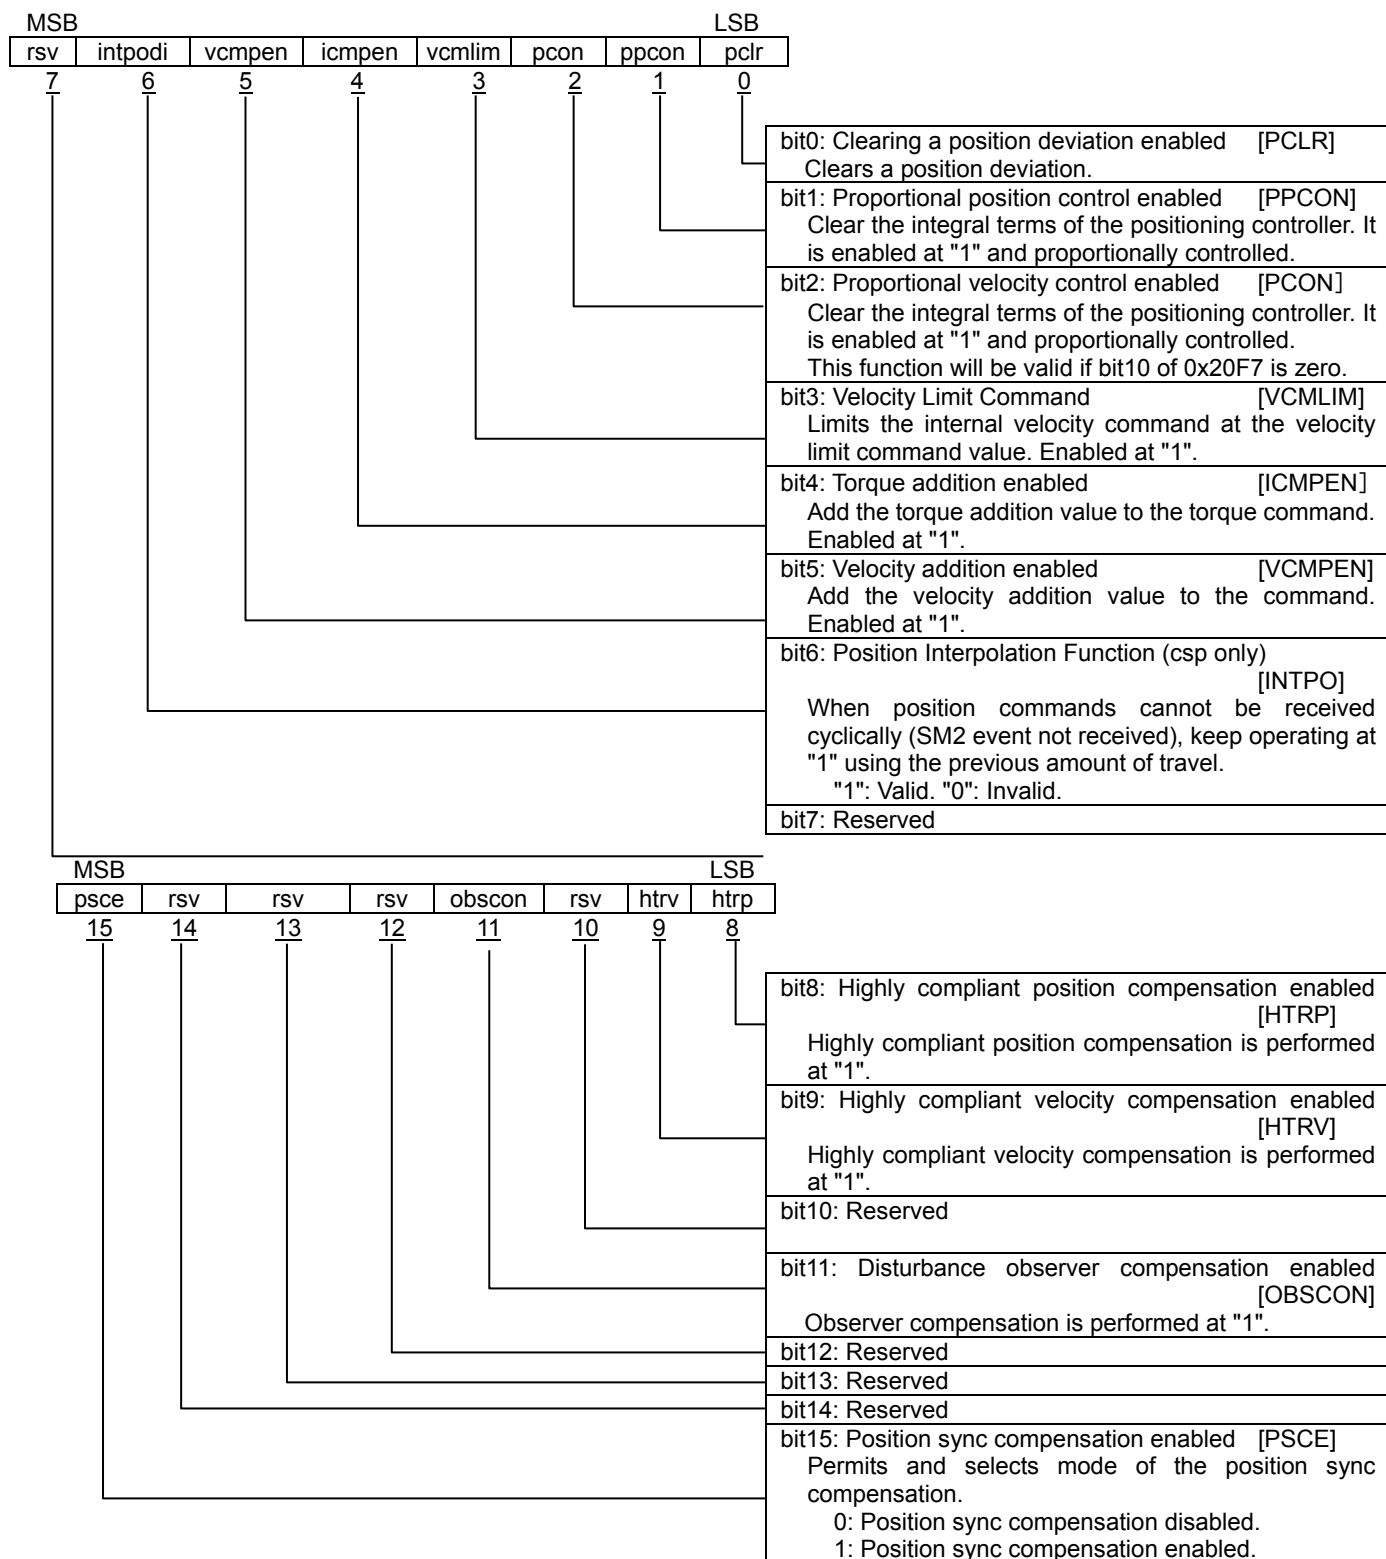 MSB LSB
rsv intpodi vcmpen icmpen vcmlim pcon ppcon pclr
7 6 5 4 3 2 1 0
bit0: Clearing a position deviation enabled [PCLR]
Clears a position deviation.
bit1: Proportional position control enabled [PPCON]
Clear the integral terms of the positioning controller. It
is enabled at "1" and proportionally controlled.
bit2: Proportional velocity control enabled [PCON］
Clear the integral terms of the positioning controller. It
is enabled at "1" and proportionally controlled.
This function will be valid if bit10 of 0x20F7 is zero.
bit3: Velocity Limit Command [VCMLIM]
Limits the internal velocity command at the velocity
limit command value. Enabled at "1".
bit4: Torque addition enabled [ICMPEN］
Add the torque addition value to the torque command.
Enabled at "1".
bit5: Velocity addition enabled [VCMPEN]
Add the velocity addition value to the command.
Enabled at "1".
bit6: Position Interpolation Function (csp only)
[INTPO]
When position commands cannot be received
cyclically (SM2 event not received), keep operating at
"1" using the previous amount of travel.
"1": Valid. "0": Invalid.
bit7: Reserved
MSB LSB
psce rsv rsv rsv obscon rsv htrv htrp
15 14 13 12 11 10 9 8
bit8: Highly compliant position compensation enabled
[HTRP]
Highly compliant position compensation is performed
at "1".
bit9: Highly compliant velocity compensation enabled
[HTRV]
Highly compliant velocity compensation is performed
at "1".
bit10: Reserved
bit11: Disturbance observer compensation enabled
[OBSCON]
Observer compensation is performed at "1".
bit12: Reserved
bit13: Reserved
bit14: Reserved
bit15: Position sync compensation enabled [PSCE]
Permits and selects mode of the position sync
compensation.
0: Position sync compensation disabled.
1: Position sync compensation enabled.